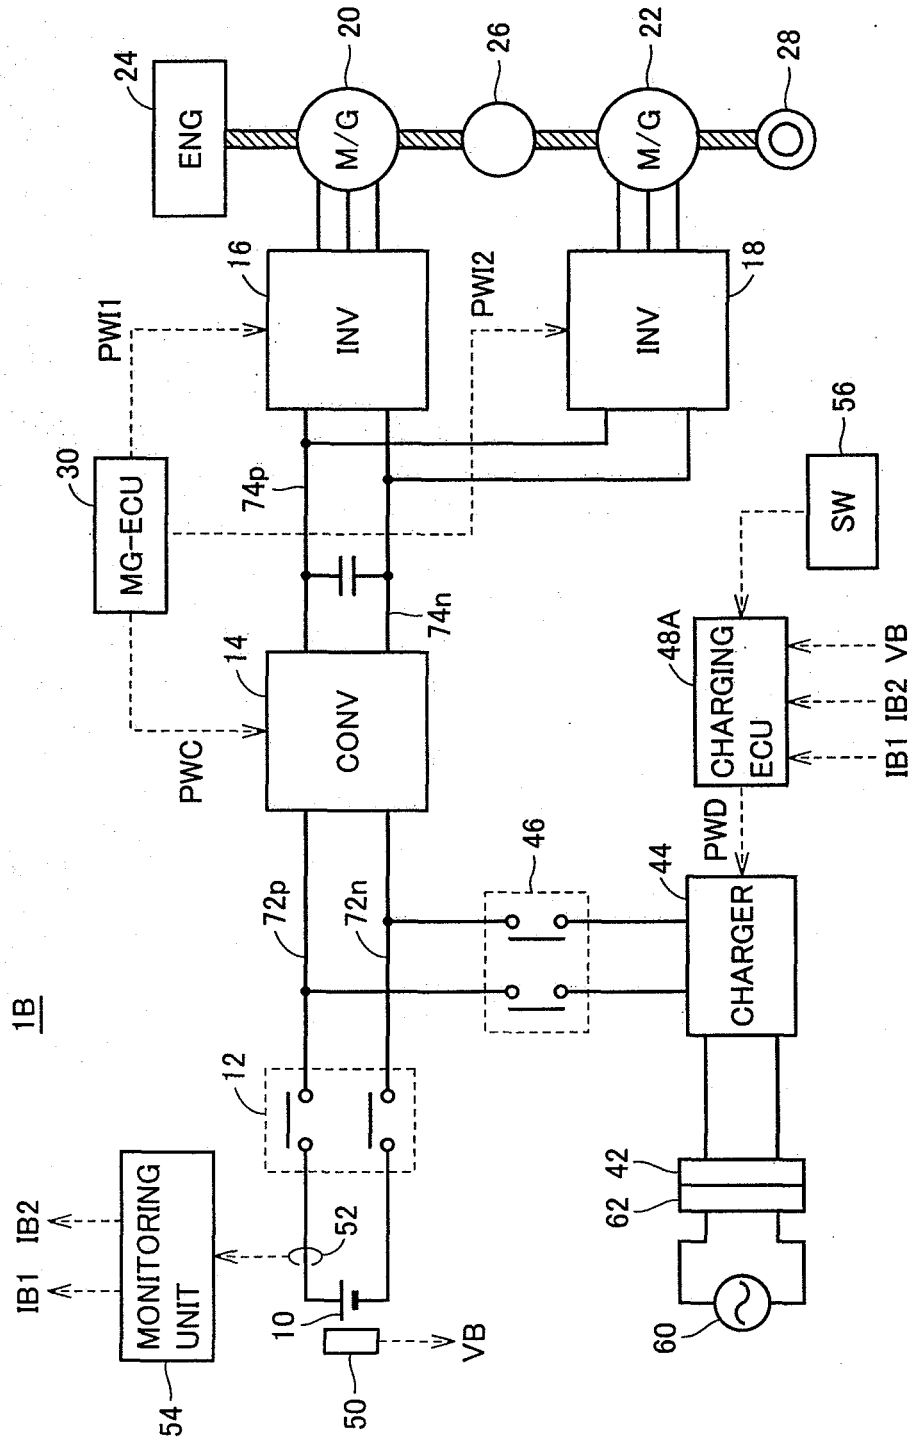 1B
54
MONITORING
UNIT
IB1
IB2
50
VB
10
52
12
72p
72n
PWC
14
CONV
30
MG-ECU
PWI1
74p
74n
16
INV
PWI2
18
INV
24
ENG
20
M/G
26
22
M/G
28
60
62
42
46
44
CHARGER
PWD
48A
CHARGING
ECU
IB1
IB2
VB
56
SW